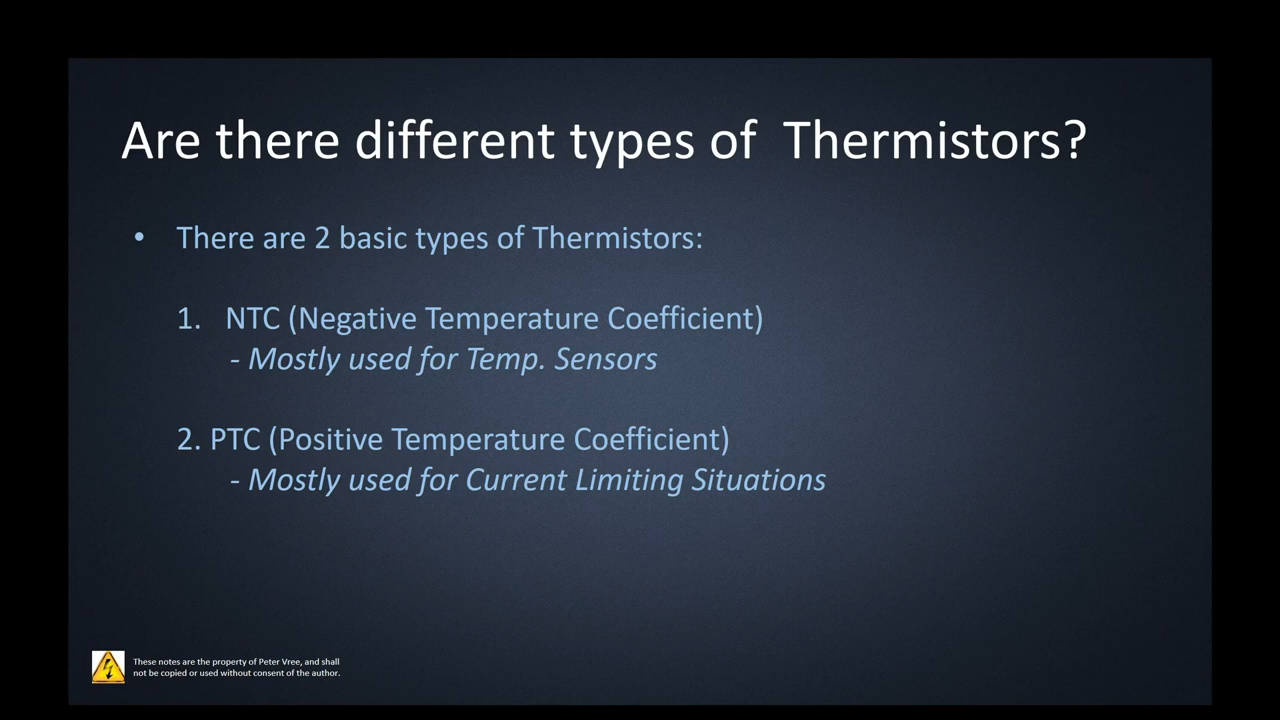 Are there different types of  Thermistors?
• There are 2 basic types of Thermistors:
1. NTC (Negative Temperature Coefficient)
- Mostly used for Temp. Sensors
2. PTC (Positive Temperature Coefficient)
- Mostly used for Current Limiting Situations
These notes are the property of Peter Vree, and shall
not be copied or used without consent of the author.